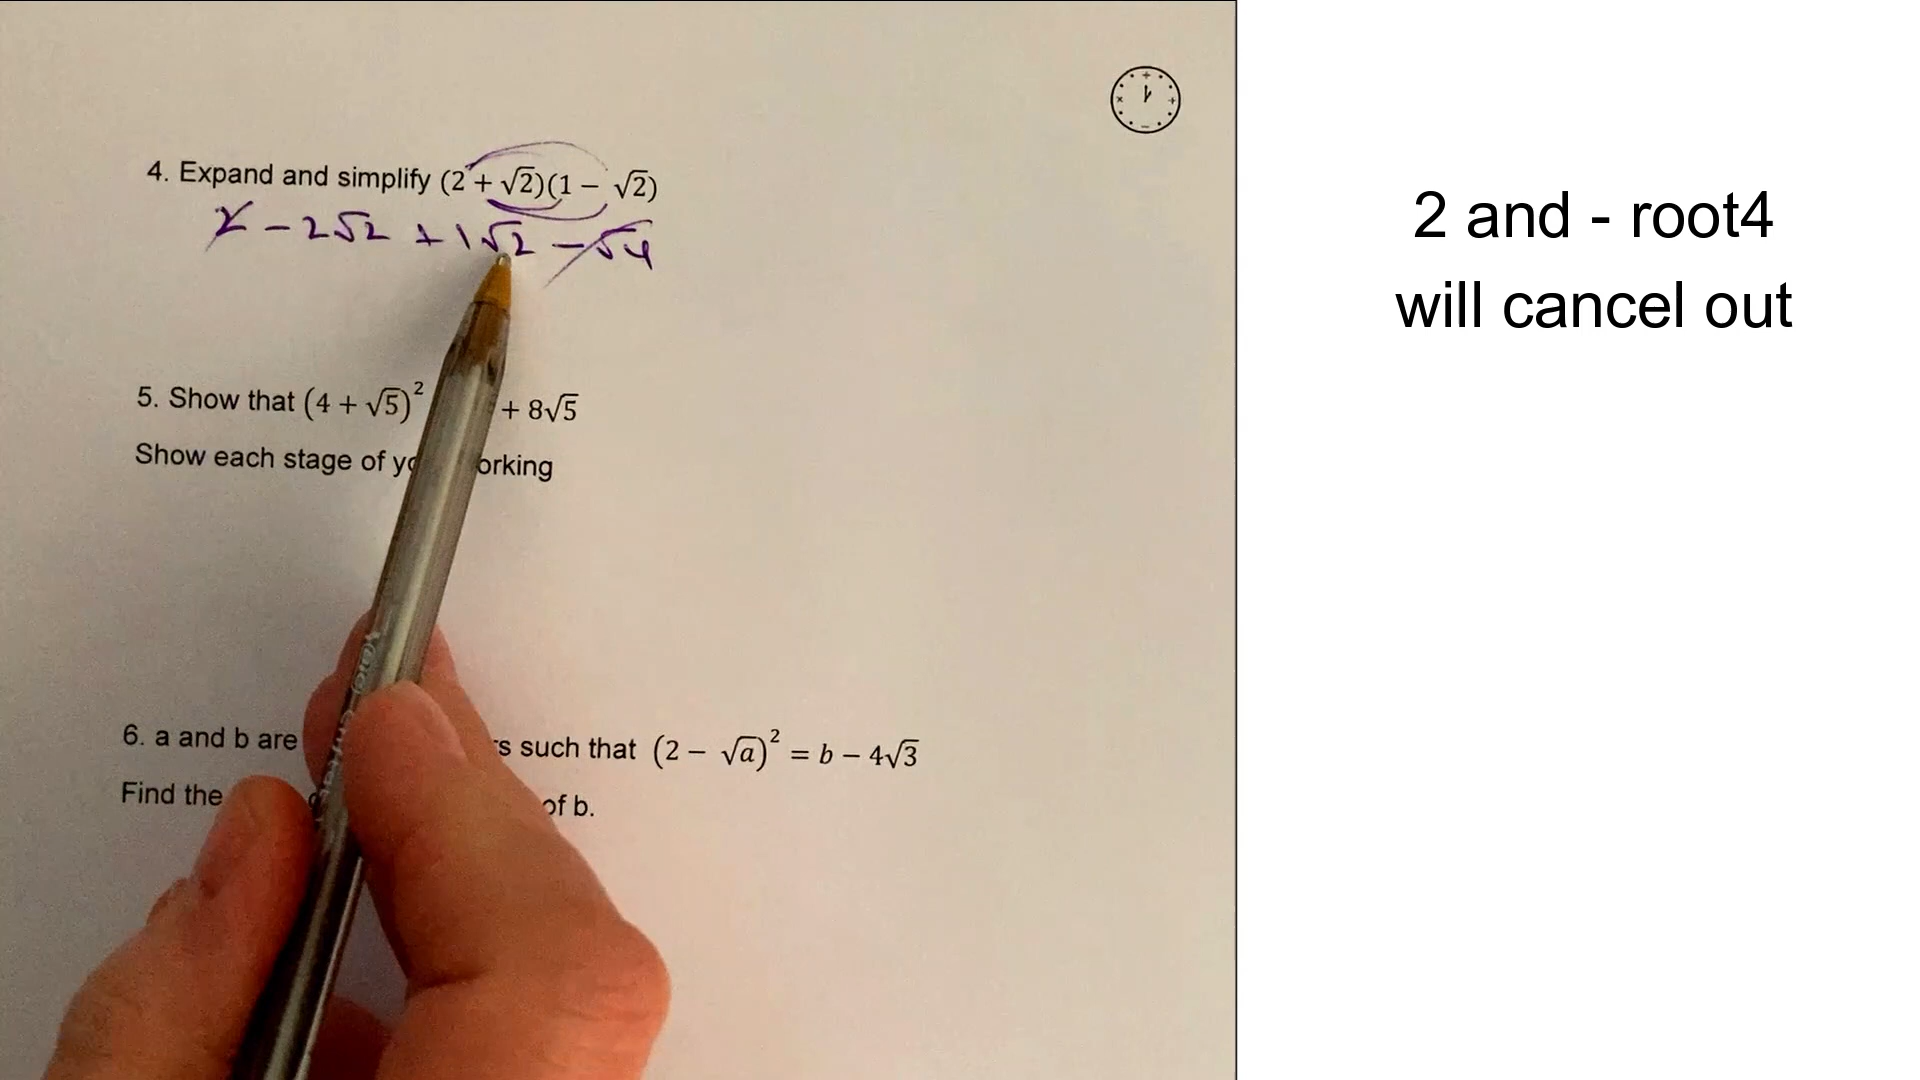 4. Expand and simplify (2 + √2)(1 − √2)
2 − 2√2 + 1√2 − √4
5. Show that (4 + √5)² + 8√5
Show each stage of orking
6. a and b are such that (2 − √a)² = b − 4√3
Find the of b.
2 and - root4
will cancel out